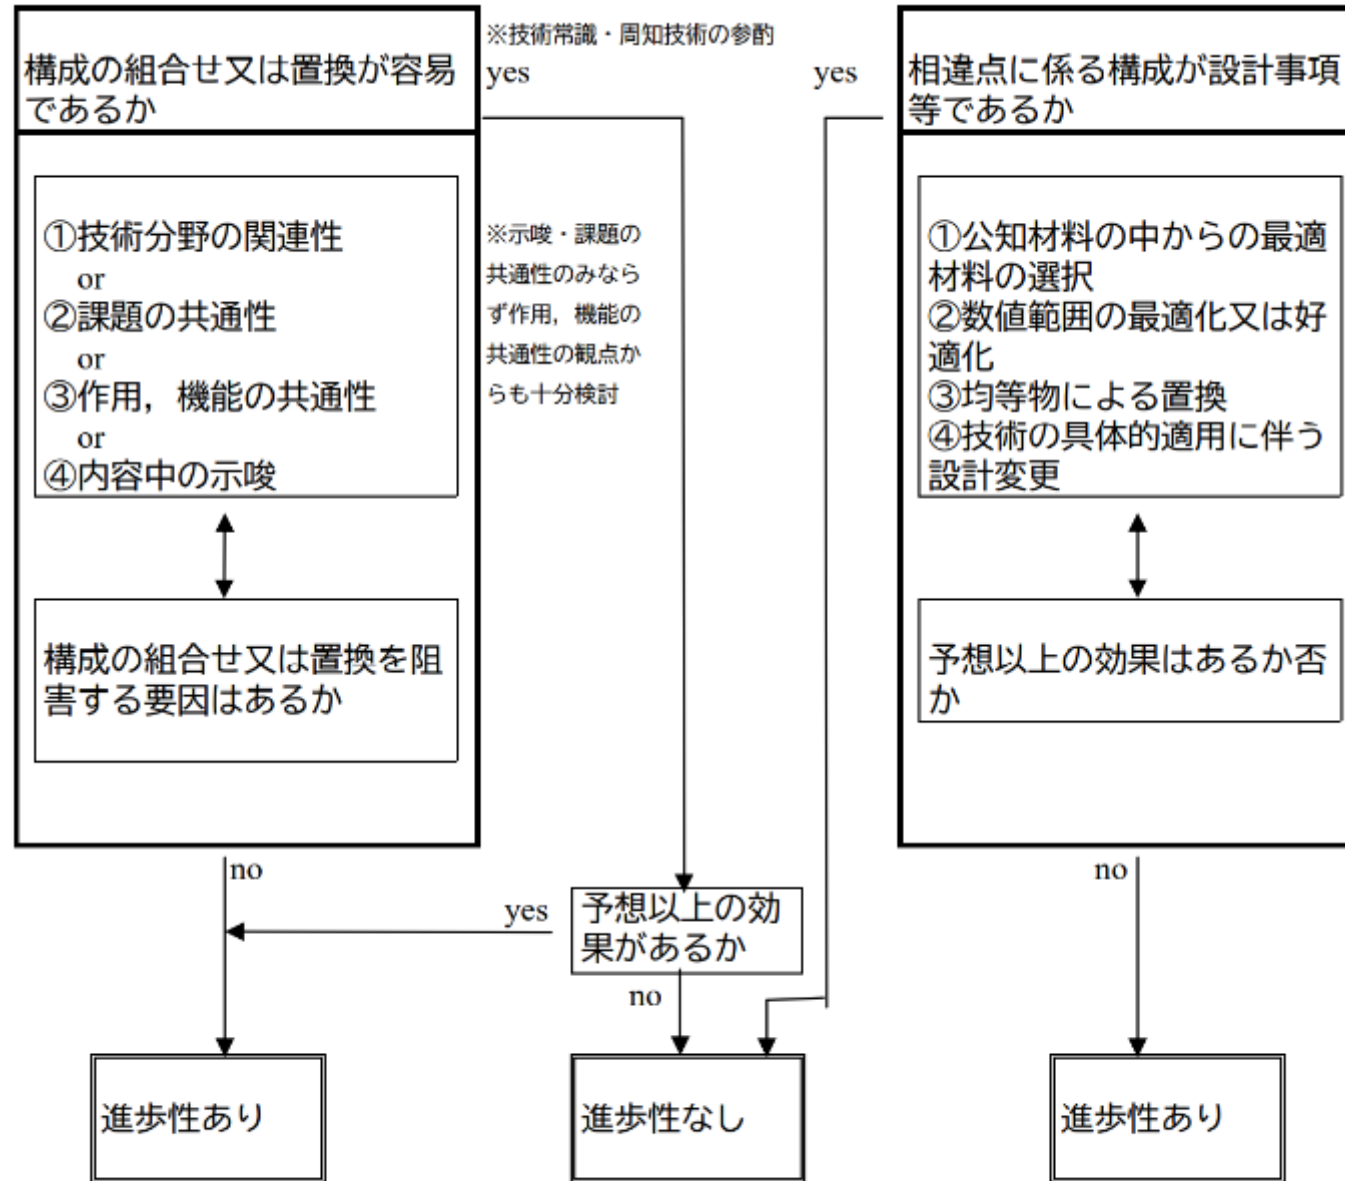 構成の組合せ又は置換が容易
であるか
①技術分野の関連性
or
②課題の共通性
or
③作用，機能の共通性
or
④内容中の示唆
構成の組合せ又は置換を阻
害する要因はあるか
※技術常識・周知技術の参酌
yes
※示唆・課題の
共通性のみなら
ず作用，機能の
共通性の観点か
らも十分検討
yes
相違点に係る構成が設計事項
等であるか
①公知材料の中からの最適
材料の選択
②数値範囲の最適化又は好
適化
③均等物による置換
④技術の具体的適用に伴う
設計変更
予想以上の効果はあるか否
か
no
yes
予想以上の効
果があるか
no
no
進歩性あり
進歩性なし
進歩性あり